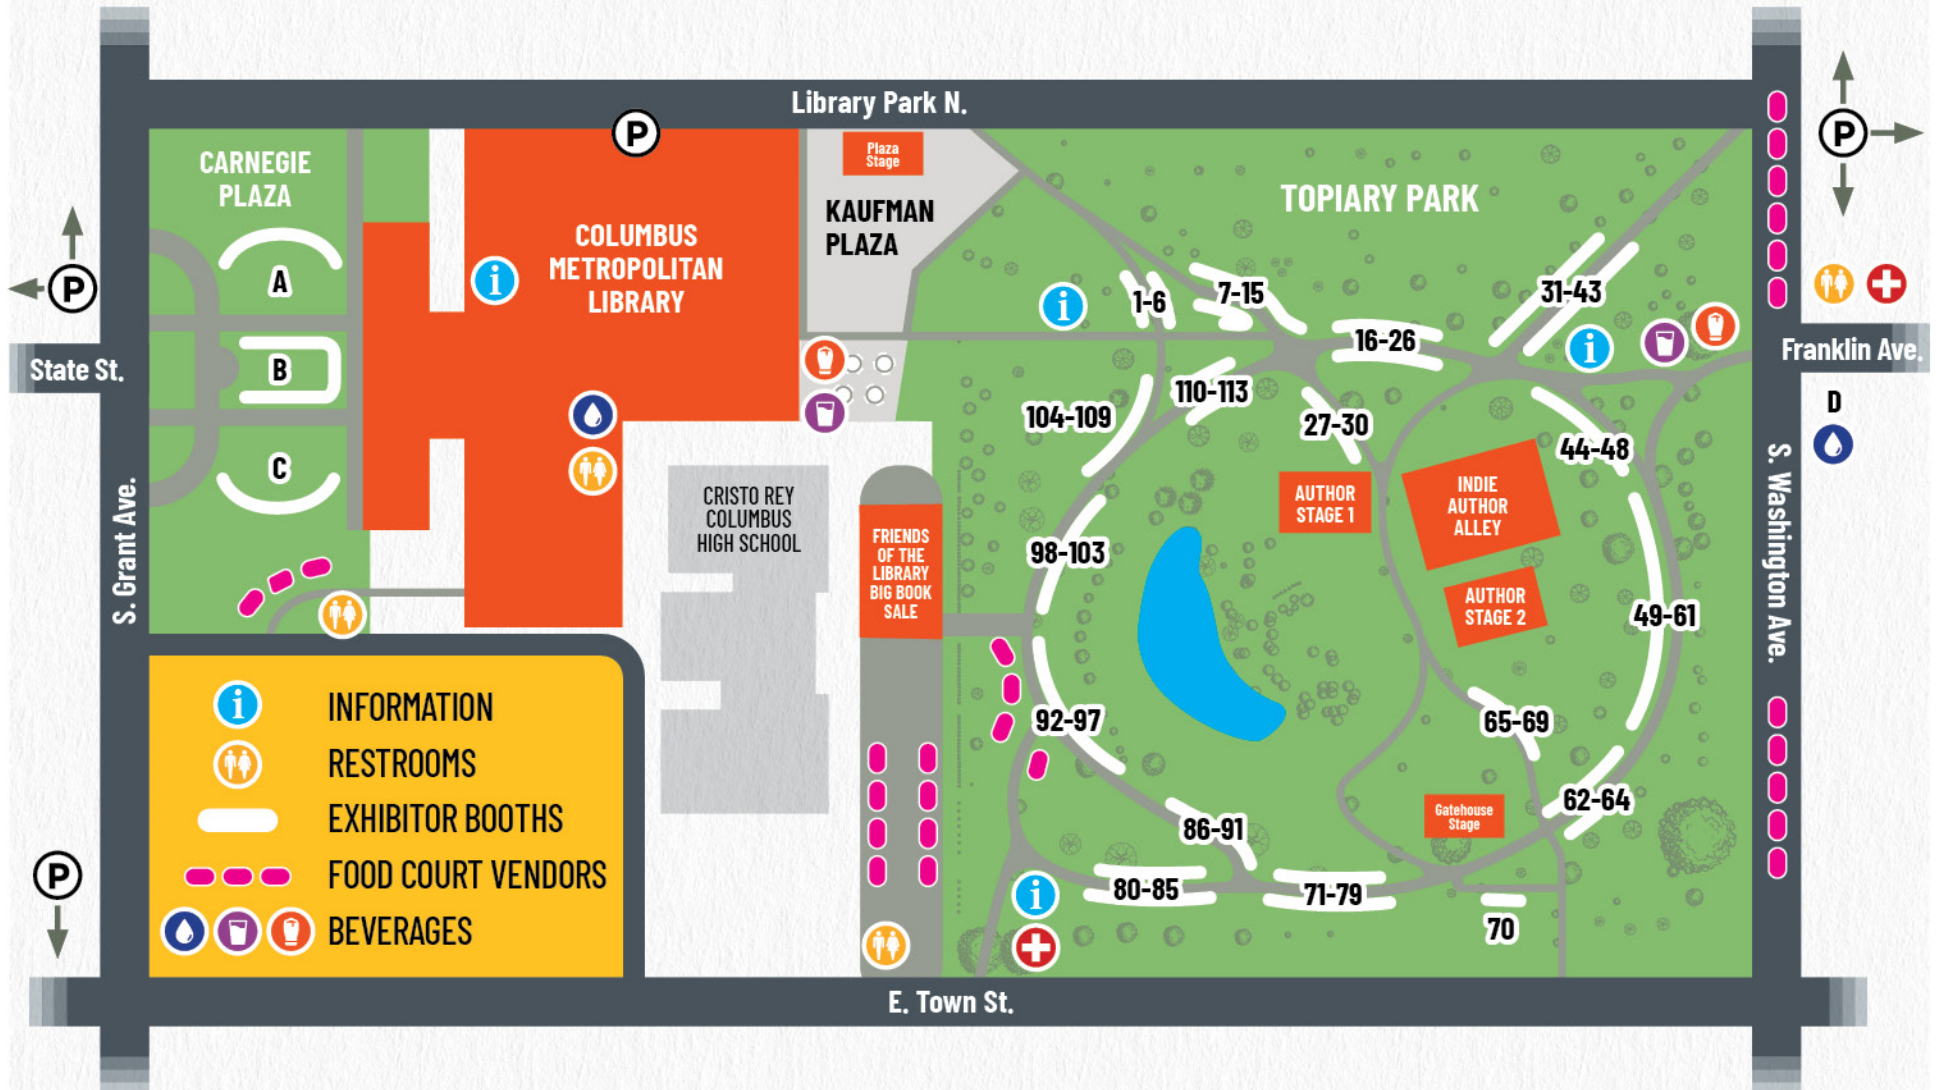 Library Park N.
P
P
CARNEGIE
PLAZA
Plaza
Stage
KAUFMAN
PLAZA
TOPIARY PARK
COLUMBUS
METROPOLITAN
LIBRARY
i
A
P
i
1-6
7-15
31-43
16-26
i
State St.
B
Franklin Ave.
D
104-109
110-113
27-30
44-48
C
S. Grant Ave.
CRISTO REY
COLUMBUS
HIGH SCHOOL
FRIENDS
OF THE
LIBRARY
BIG BOOK
SALE
98-103
AUTHOR
STAGE 1
INDIE
AUTHOR
ALLEY
AUTHOR
STAGE 2
49-61
S. Washington Ave.
92-97
65-69
62-64
Gatehouse
Stage
86-91
80-85
71-79
70
i
P
i
INFORMATION
RESTROOMS
EXHIBITOR BOOTHS
FOOD COURT VENDORS
BEVERAGES
E. Town St.